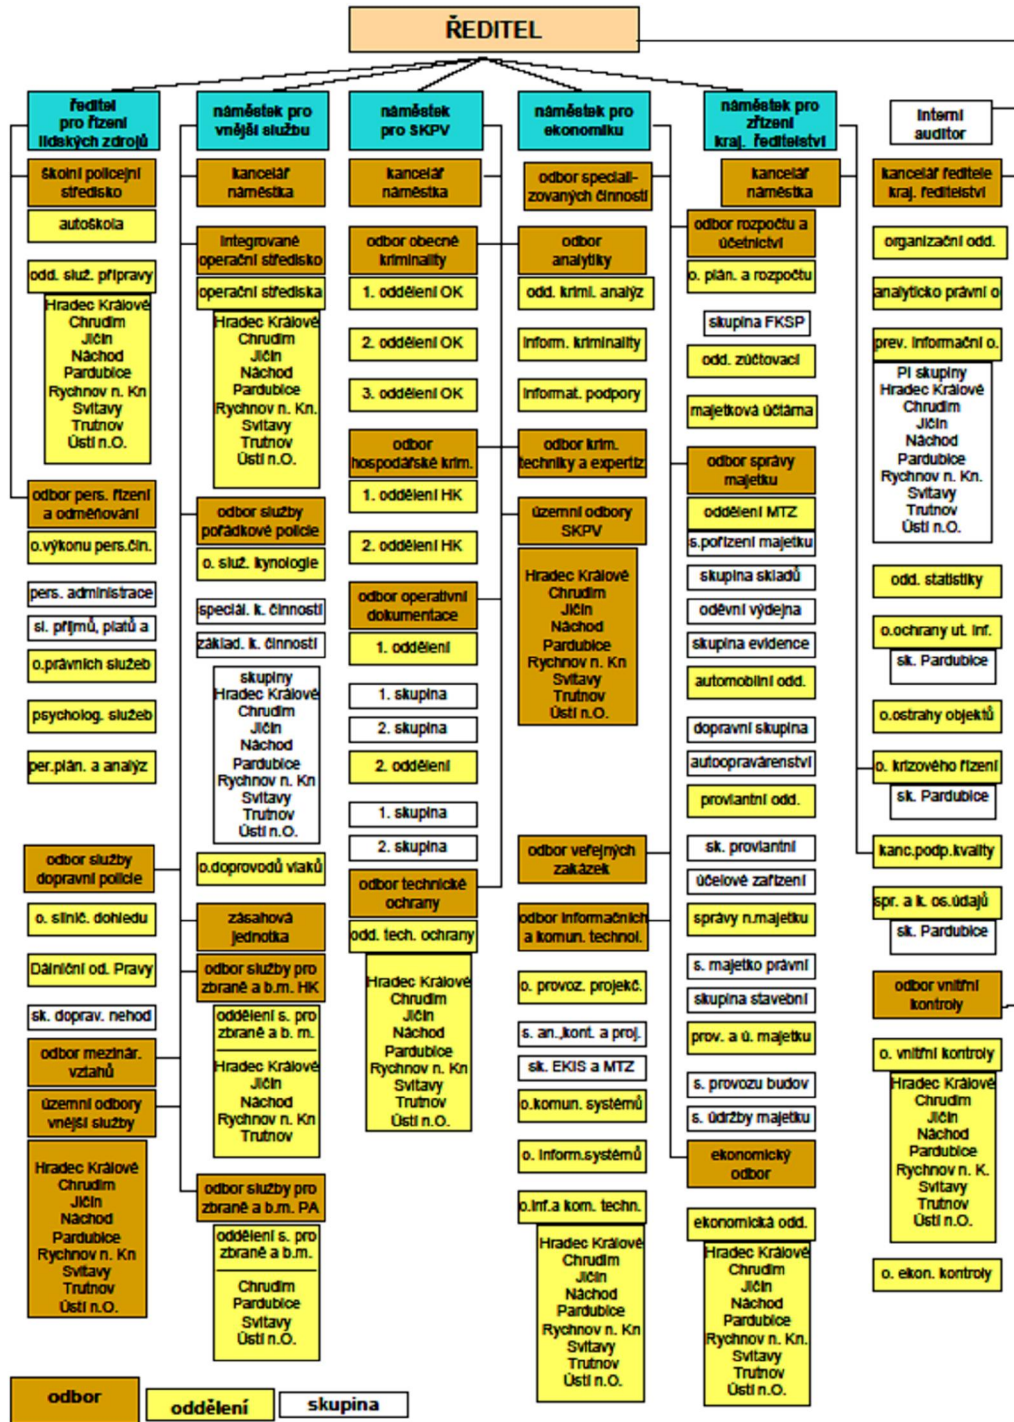 ŘEDITEL
ředitel
pro řízení
lidských zdrojů
školní policejní
středisko
autoškola
odd. služ. přípravy
Hradec Králové
Chrudim
Jičín
Náchod
Pardubice
Rychnov n. Kn
Svitavy
Trutnov
Ústí n.O.
odbor pers. řízení
a odměňování
o.výkonu pers.čin.
pers. administrace
sl. příjmů, platů a
o.právních služeb
psycholog. služeb
per.plán. a analýz
odbor služby
dopravní policie
o. silnič. dohledu
Dálniční od. Pravy
sk. doprav. nehod
odbor mezinár.
vztahů
územní odbory
vnější služby
Hradec Králové
Chrudim
Jičín
Náchod
Pardubice
Rychnov n. Kn
Svitavy
Trutnov
Ústí n.O.
náměstek pro
vnější službu
kancelář
náměstka
Integrované
operační středisko
operační střediska
Hradec Králové
Chrudim
Jičín
Náchod
Pardubice
Rychnov n. Kn.
Svitavy
Trutnov
Ústí n.O.
odbor služby
pořádkové policie
o. služ. kynologie
speciál. k. činností
základ. k. činností
skupiny
Hradec Králové
Chrudim
Jičín
Náchod
Pardubice
Rychnov n. Kn
Svitavy
Trutnov
Ústí n.O.
o.doprovodů vlaků
zásahová
jednotka
odbor služby pro
zbraně a b.m. HK
oddělení s. pro
zbraně a b. m.
Hradec Králové
Jičín
Náchod
Rychnov n. Kn
Trutnov
odbor služby pro
zbraně a b.m. PA
oddělení s. pro
zbraně a b.m.
Chrudim
Pardubice
Svitavy
Ústí n.O.
náměstek
pro SKPV
kancelář
náměstka
odbor obecné
kriminality
1. oddělení OK
2. oddělení OK
3. oddělení OK
odbor
hospodářské krim.
1. oddělení HK
2. oddělení HK
odbor operativní
dokumentace
1. oddělení
1. skupina
2. skupina
2. oddělení
1. skupina
2. skupina
odbor technické
ochrany
odd. tech. ochrany
Hradec Králové
Chrudim
Jičín
Náchod
Pardubice
Rychnov n. Kn
Svitavy
Trutnov
Ústí n.O.
náměstek pro
ekonomiku
odbor speciali-
zovaných činností
odbor
analytiky
odd. krimi. analýz
inform. kriminality
informat. podpory
odbor krim.
techniky a expertiz
územní odbory
SKPV
Hradec Králové
Chrudim
Jičín
Náchod
Pardubice
Rychnov n. Kn
Svitavy
Trutnov
Ústí n.O.
odbor veřejných
zakázek
odbor informačních
a komun. technol.
o. provoz. projekč.
s. an.,kont. a proj.
sk. EKIS a MTZ
o.komun. systémů
o. inform.systémů
o.inf.a kom. techn.
Hradec Králové
Chrudim
Jičín
Náchod
Pardubice
Rychnov n. Kn
Svitavy
Trutnov
Ústí n.O.
náměstek pro
zřízení
kraj. ředitelství
kancelář
náměstka
odbor rozpočtu a
účetnictví
o. plán. a rozpočtu
skupina FKSP
odd. zúčtovací
majetková účtárna
odbor správy
majetku
oddělení MTZ
s.pořízení majetku
skupina skladů
oděvní výdejna
skupina evidence
automobilní odd.
dopravní skupina
autoopravárenství
proviantní odd.
sk. proviantní
účelové zařízení
správy n.majetku
s. majetko právní
skupina stavební
prov. a ú. majetku
s. provozu budov
s. údržby majetku
ekonomický
odbor
ekonomická odd.
Hradec Králové
Chrudim
Jičín
Náchod
Pardubice
Rychnov n. Kn.
Svitavy
Trutnov
Ústí n.O.
Interní
auditor
kancelář ředitele
kraj. ředitelství
organizační odd.
analyticko právní o
prev. informační o.
PI skupiny
Hradec Králové
Chrudim
Jičín
Náchod
Pardubice
Rychnov n. Kn.
Svitavy
Trutnov
Ústí n.O.
odd. statistiky
o.ochrany ut. inf.
sk. Pardubice
o.ostrahy objektů
o. krizového řízení
sk. Pardubice
kanc.podp.kvality
spr. a k. os.údajů
sk. Pardubice
odbor vnitřní
kontroly
o. vnitřní kontroly
Hradec Králové
Chrudim
Jičín
Náchod
Pardubice
Rychnov n. K.
Svitavy
Trutnov
Ústí n.O.
o. ekon. kontroly
odbor
oddělení
skupina